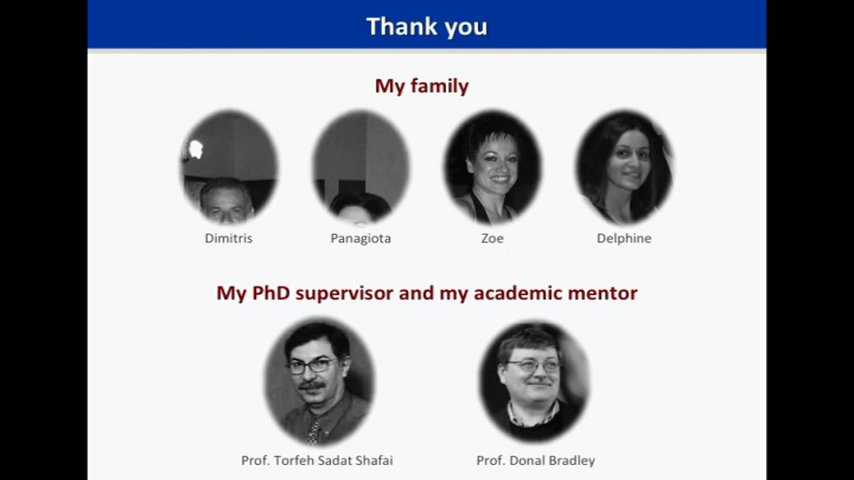 Thank you
My family
Dimitris Panagiota Zoe Delphine
My PhD supervisor and my academic mentor
Prof. Torfeh Sadat Shafai Prof. Donal Bradley